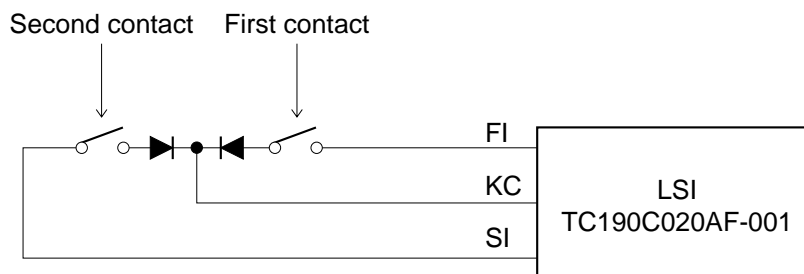 Second contact
First contact
FI
KC
SI
LSI
TC190C020AF-001